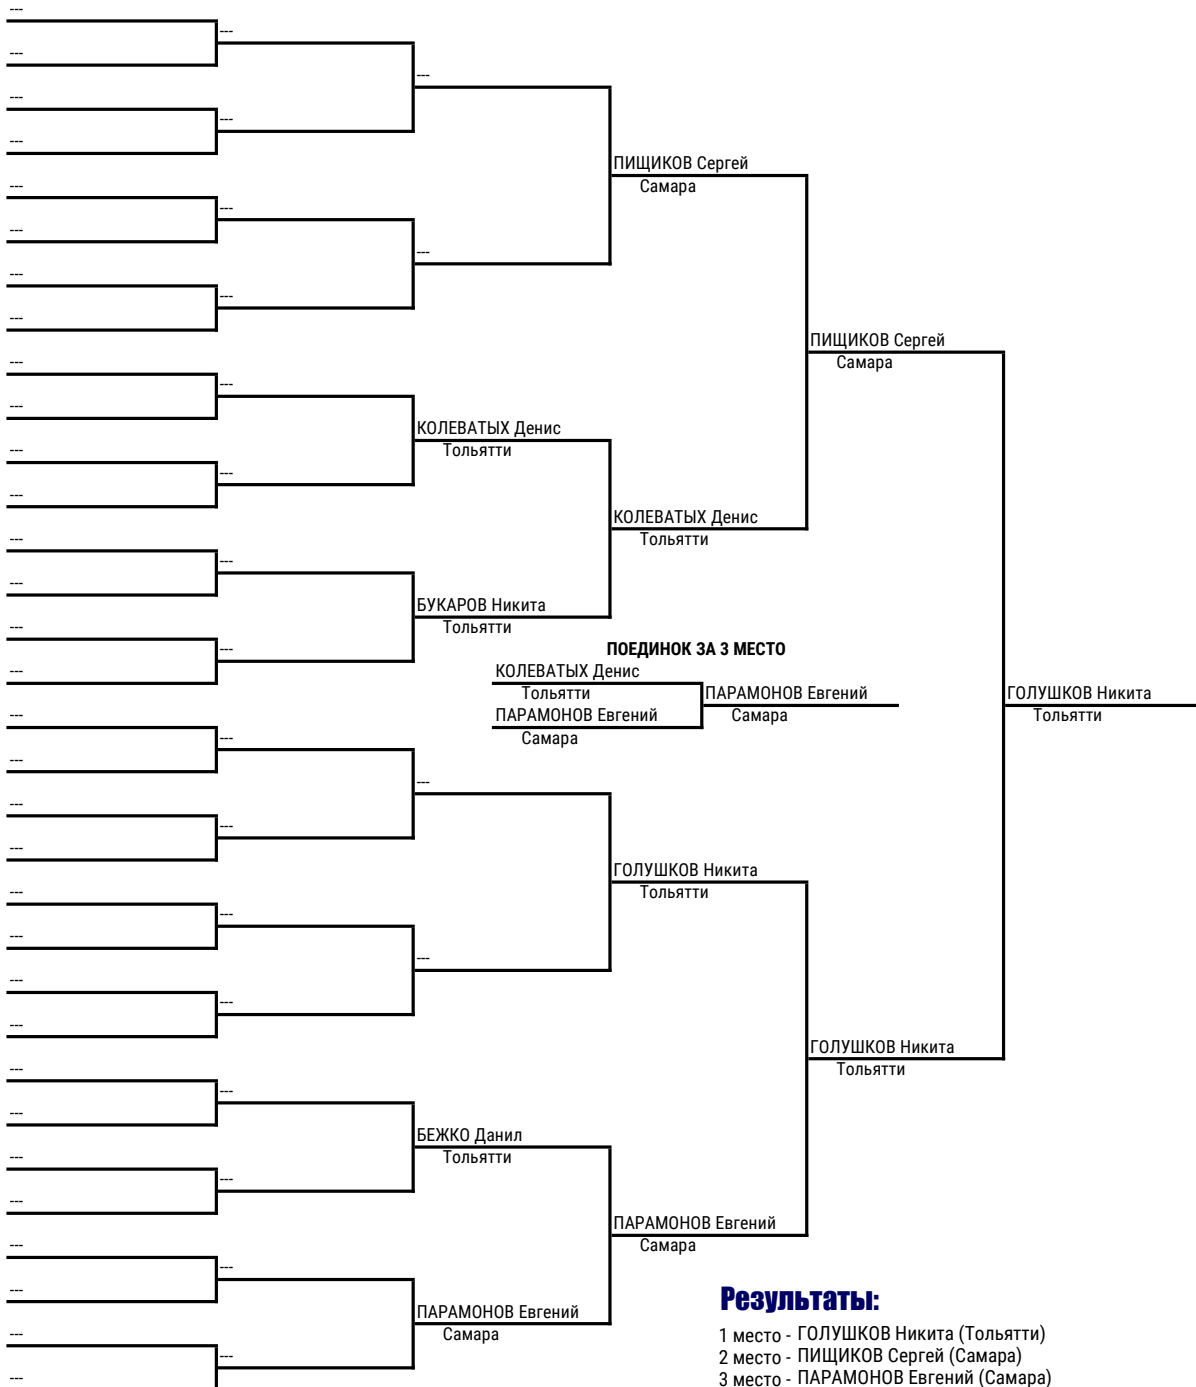 ---
---
---
---
---
---
---
ПИЩИКОВ Сергей
Самара
---
---
---
---
---
---
---
ПИЩИКОВ Сергей
Самара
---
---
---
КОЛЕВАТЫХ Денис
Тольятти
---
---
---
КОЛЕВАТЫХ Денис
Тольятти
---
---
---
БУКАРОВ Никита
Тольятти
---
---
---
ПОЕДИНОК ЗА 3 МЕСТО
КОЛЕВАТЫХ Денис
Тольятти
ПАРАМОНОВ Евгений
Самара
ПАРАМОНОВ Евгений
Самара
ГОЛУШКОВ Никита
Тольятти
---
---
---
---
---
---
---
ГОЛУШКОВ Никита
Тольятти
---
---
---
---
---
---
---
ГОЛУШКОВ Никита
Тольятти
---
---
---
БЕЖКО Данил
Тольятти
---
---
---
ПАРАМОНОВ Евгений
Самара
---
---
---
ПАРАМОНОВ Евгений
Самара
---
---
---
Результаты:
1 место - ГОЛУШКОВ Никита (Тольятти)
2 место - ПИЩИКОВ Сергей (Самара)
3 место - ПАРАМОНОВ Евгений (Самара)